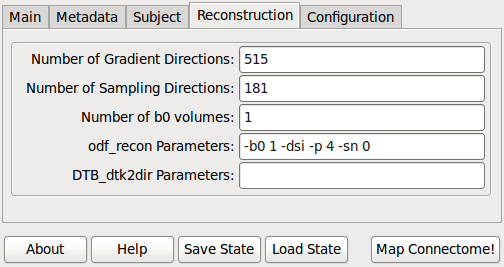 Main Metadata Subject Reconstruction Configuration
Number of Gradient Directions: 515
Number of Sampling Directions: 181
Number of b0 volumes: 1
odf_recon Parameters: -b0 1 -dsi -p 4 -sn 0
DTB_dtk2dir Parameters:
About Help Save State Load State Map Connectome!